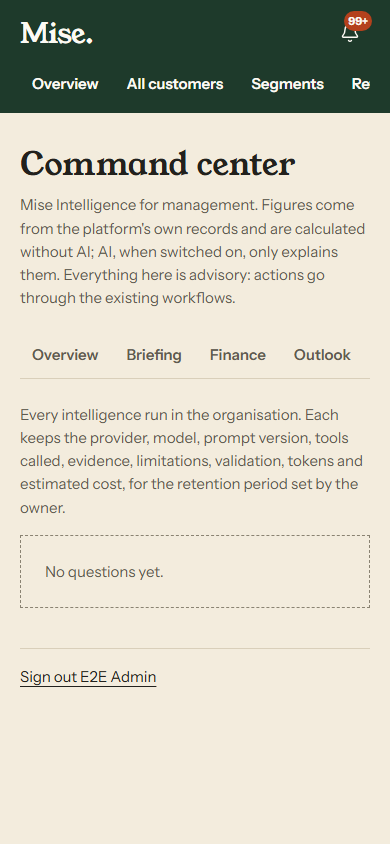 Mise.
99+
Overview All customers Segments Re
Command center
Mise Intelligence for management. Figures come
from the platform's own records and are calculated
without AI; AI, when switched on, only explains
them. Everything here is advisory: actions go
through the existing workflows.
Overview Briefing Finance Outlook
Every intelligence run in the organisation. Each
keeps the provider, model, prompt version, tools
called, evidence, limitations, validation, tokens and
estimated cost, for the retention period set by the
owner.
No questions yet.
Sign out E2E Admin